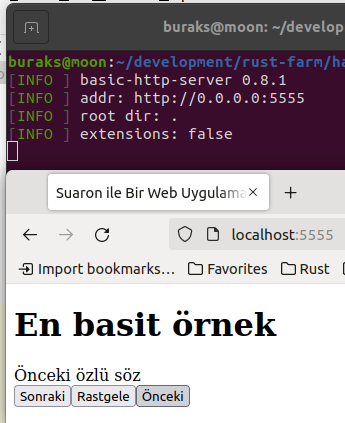 buraks@moon: ~/develop
buraks@moon:~/development/rust-farm/ha
[INFO ] basic-http-server 0.8.1
[INFO ] addr: http://0.0.0.0:5555
[INFO ] root dir: .
[INFO ] extensions: false
Suaron ile Bir Web Uygulama
localhost:5555
Import bookmarks... Favorites Rust
En basit örnek
Önceki özlü söz
Sonraki Rastgele Önceki